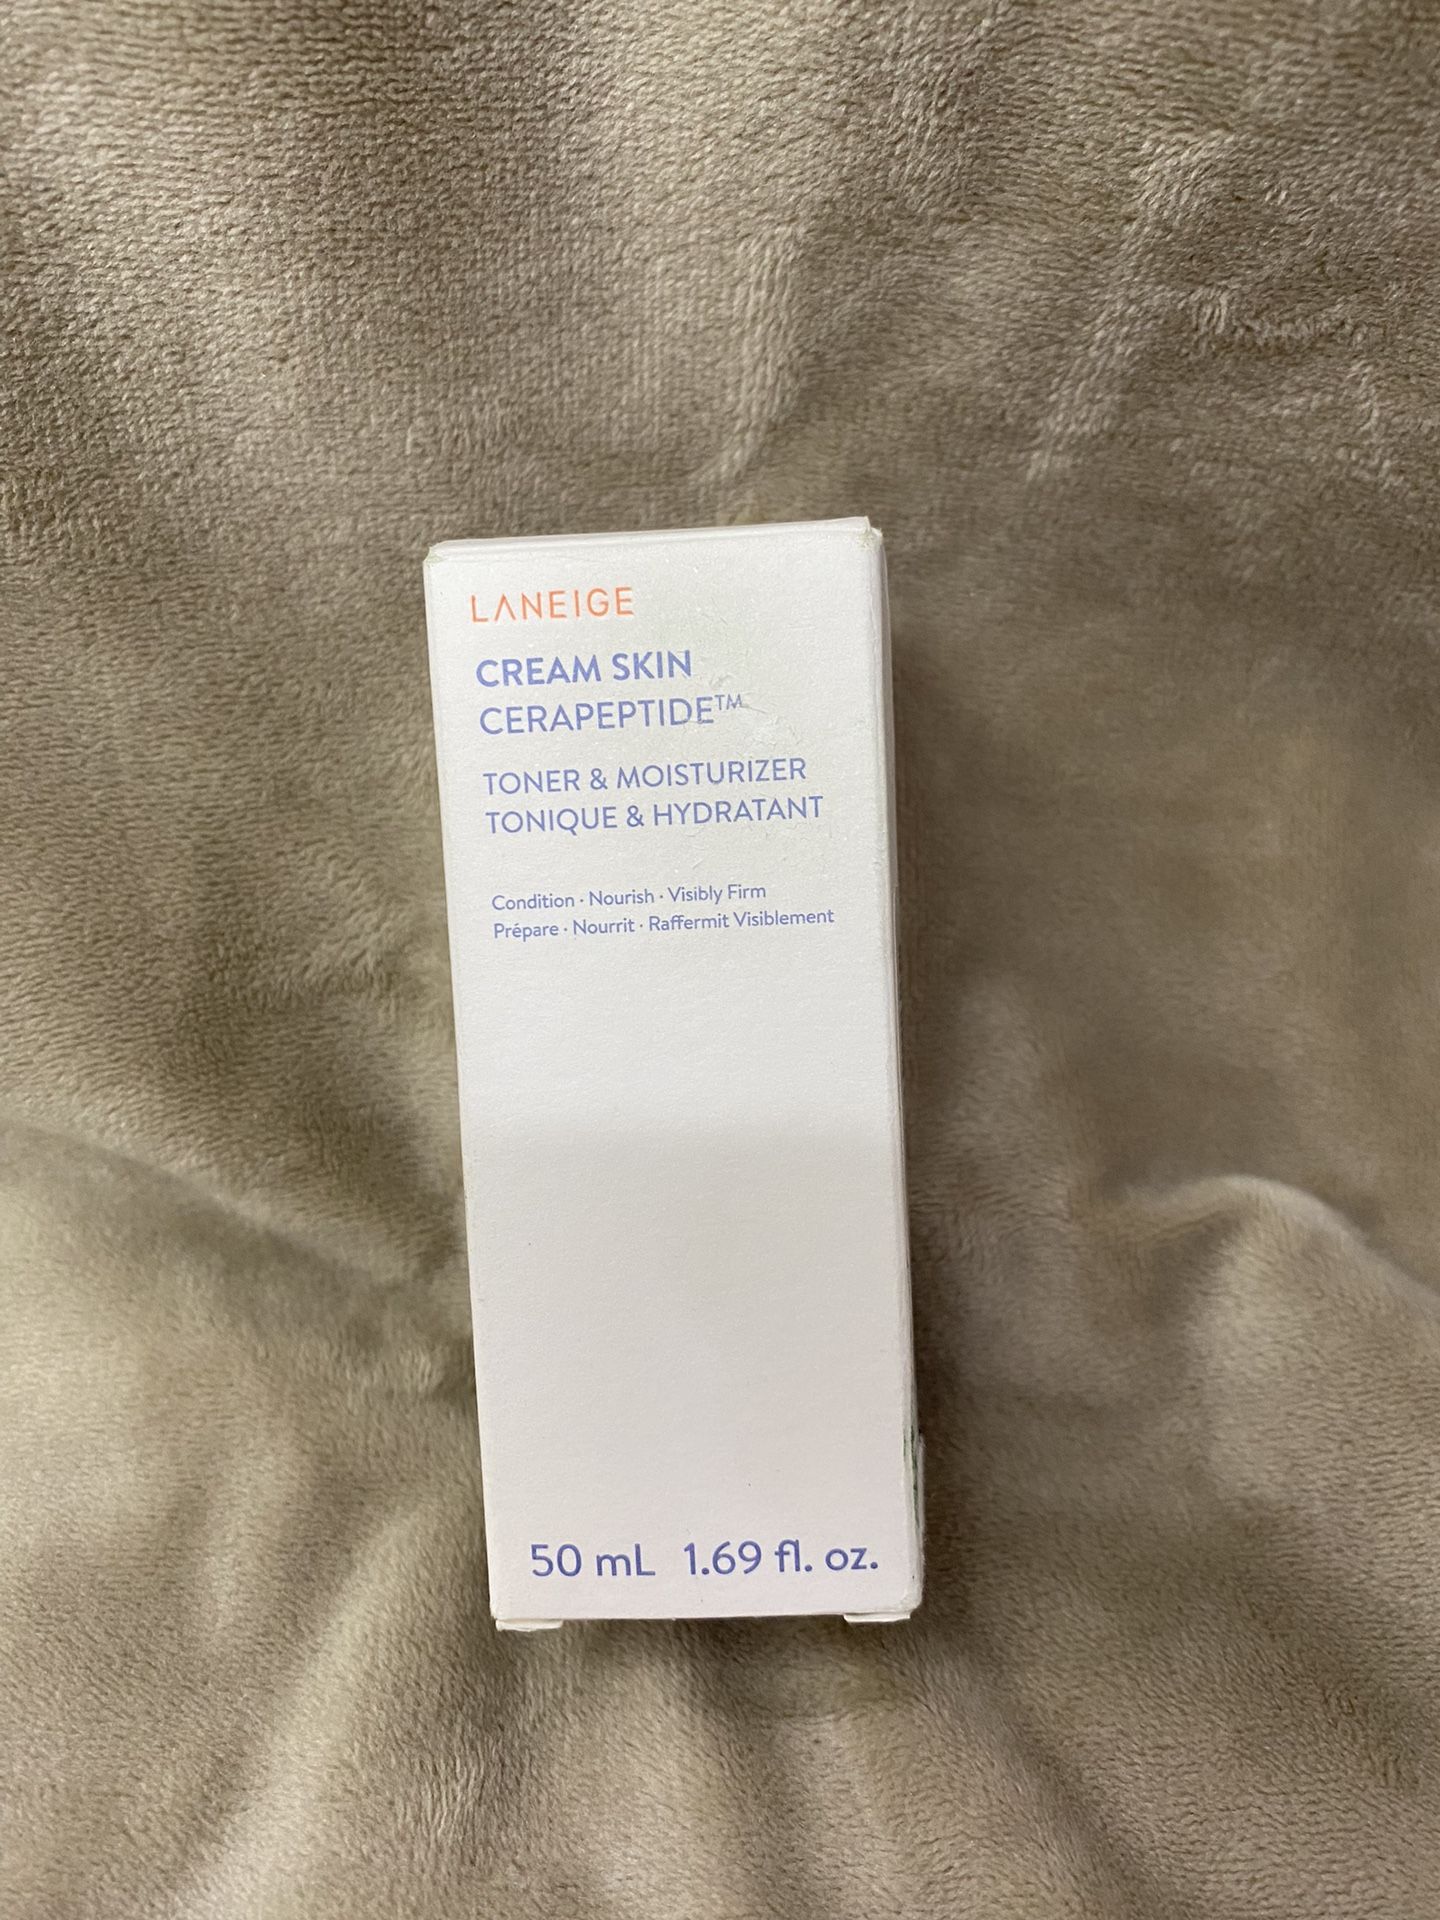 LANEIGE
CREAM SKIN
CERAPEPTIDE™
TONER & MOISTURIZER
TONIQUE & HYDRATANT
Condition · Nourish · Visibly Firm
Prépare · Nourrit · Raffermit Visiblement
50 mL 1.69 fl. oz.